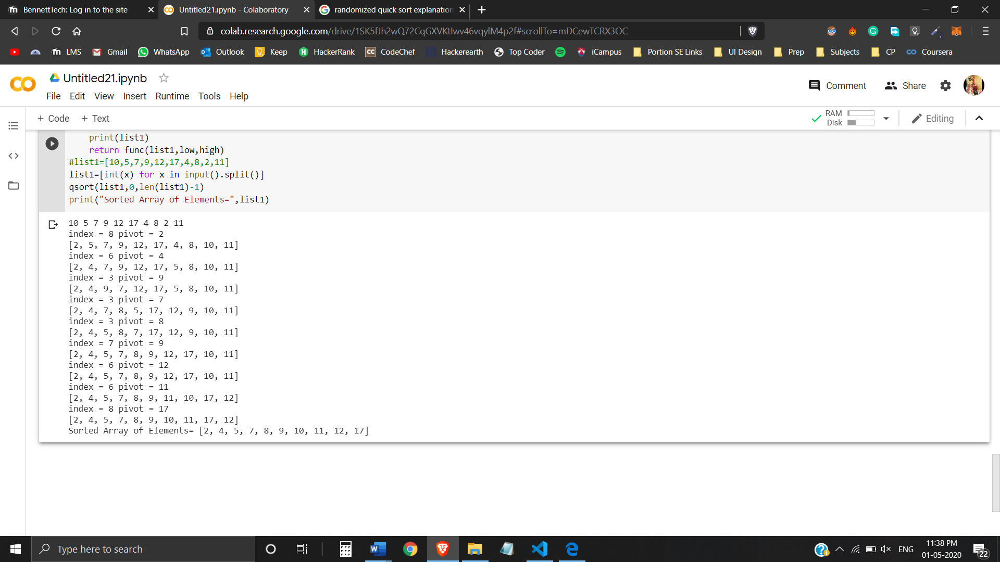 BennettTech: Log in to the site
Untitled21.ipynb - Colaboratory
randomized quick sort explanation
colab.research.google.com/drive/1SK5fJh2wQ72CqGXVKtIwv46vqylM4p2f#scrollTo=mDCewTCRX3OC
LMS Gmail WhatsApp Outlook Keep HackerRank CodeChef Hackerearth Top Coder iCampus Portion SE Links UI Design Prep Subjects CP Coursera
Untitled21.ipynb
Comment Share
File Edit View Insert Runtime Tools Help
+ Code + Text
RAM
Disk
Editing
print(list1)
return func(list1,low,high)
#list1=[10,5,7,9,12,17,4,8,2,11]
list1=[int(x) for x in input().split()]
qsort(list1,0,len(list1)-1)
print("Sorted Array of Elements=",list1)
10 5 7 9 12 17 4 8 2 11
index = 8 pivot = 2
[2, 5, 7, 9, 12, 17, 4, 8, 10, 11]
index = 6 pivot = 4
[2, 4, 7, 9, 12, 17, 5, 8, 10, 11]
index = 3 pivot = 9
[2, 4, 9, 7, 12, 17, 5, 8, 10, 11]
index = 3 pivot = 7
[2, 4, 7, 8, 5, 17, 12, 9, 10, 11]
index = 3 pivot = 8
[2, 4, 5, 8, 7, 17, 12, 9, 10, 11]
index = 7 pivot = 9
[2, 4, 5, 7, 8, 9, 12, 17, 10, 11]
index = 6 pivot = 12
[2, 4, 5, 7, 8, 9, 12, 17, 10, 11]
index = 6 pivot = 11
[2, 4, 5, 7, 8, 9, 11, 10, 17, 12]
index = 8 pivot = 17
[2, 4, 5, 7, 8, 9, 10, 11, 17, 12]
Sorted Array of Elements= [2, 4, 5, 7, 8, 9, 10, 11, 12, 17]
Type here to search
ENG
11:38 PM
01-05-2020
22